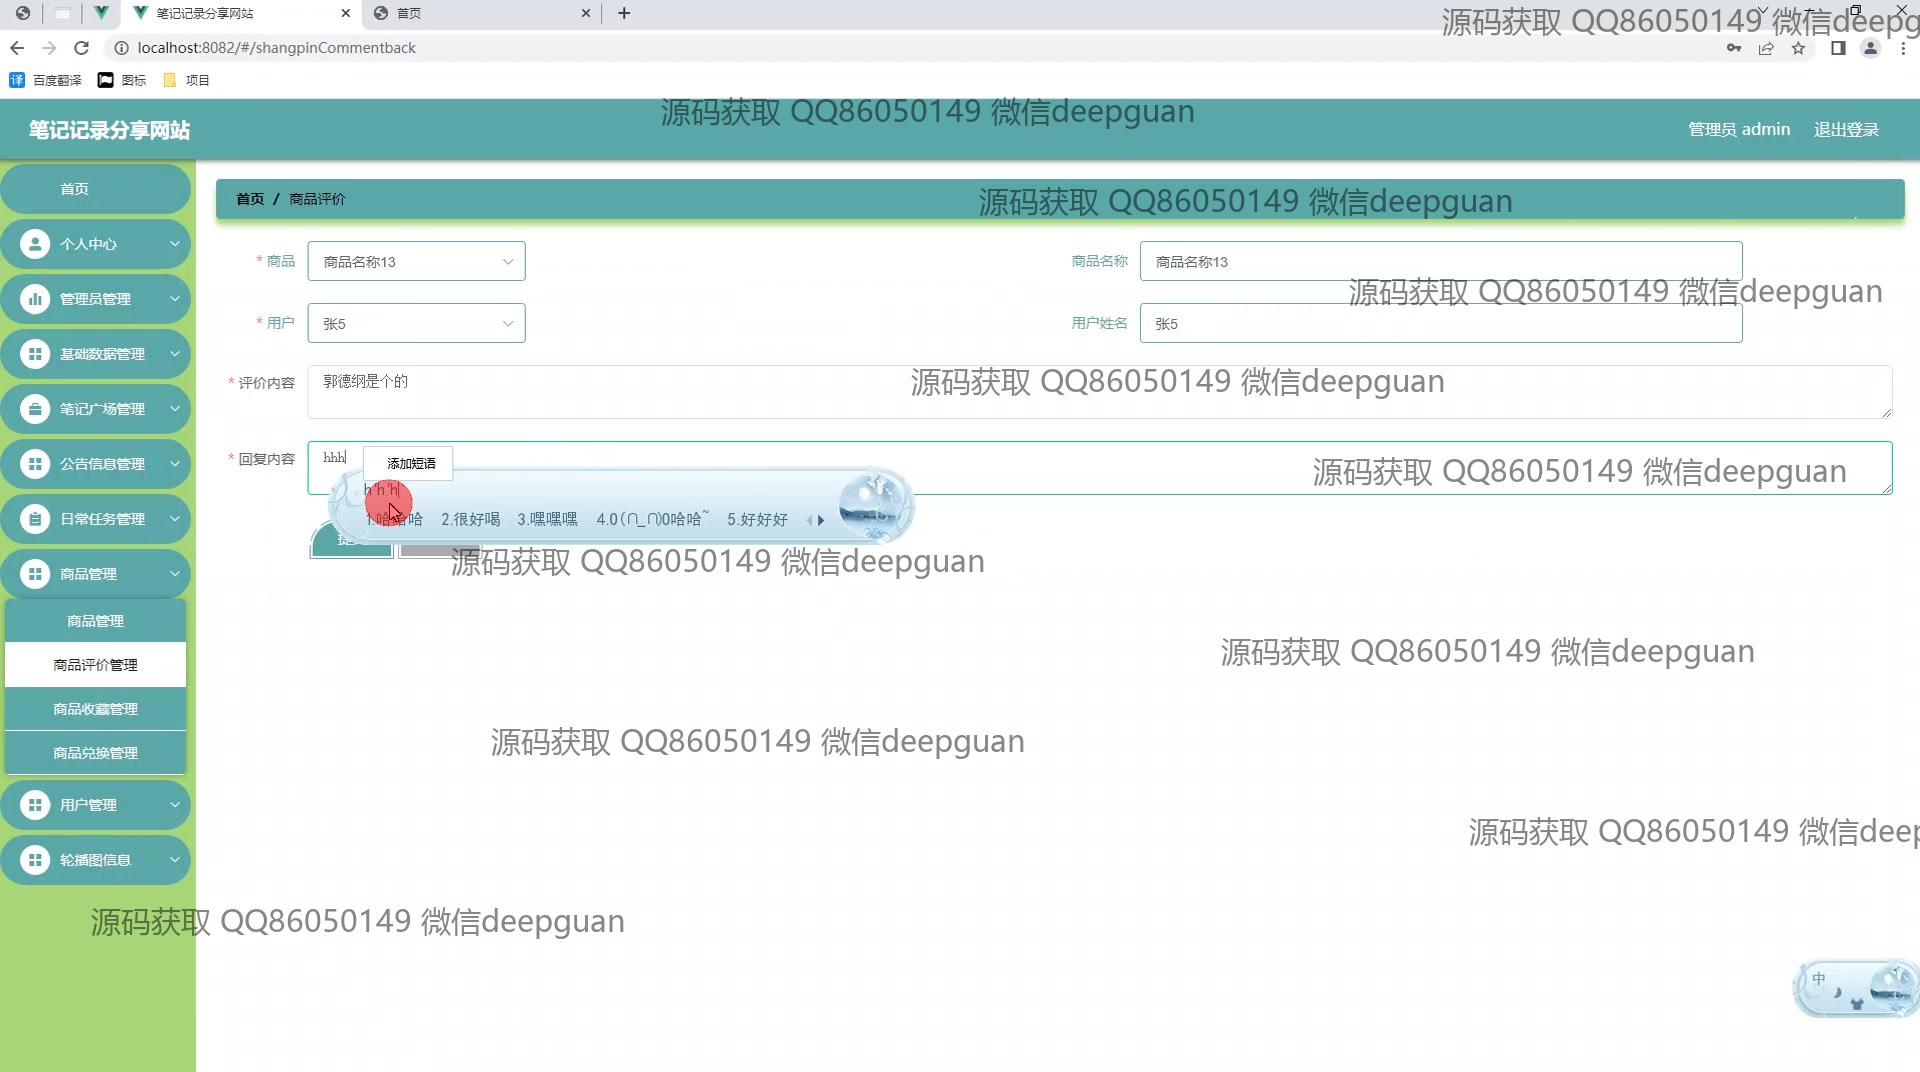 笔记记录分享网站
首页
localhost:8082/#/shangpinCommentback
百度翻译
图标
项目
源码获取 QQ86050149 微信deepg
笔记记录分享网站
源码获取 QQ86050149 微信deepguan
管理员 admin
退出登录
首页
个人中心
管理员管理
基础数据管理
笔记广场管理
公告信息管理
日常任务管理
商品管理
商品管理
商品评价管理
商品收藏管理
商品兑换管理
用户管理
轮播图信息
首页 / 商品评价
源码获取 QQ86050149 微信deepguan
* 商品
商品名称13
商品名称
商品名称13
源码获取 QQ86050149 微信deepguan
* 用户
张5
用户姓名
张5
* 评价内容
郭德纲是个的
源码获取 QQ86050149 微信deepguan
* 回复内容
hhh
添加短语
源码获取 QQ86050149 微信deepguan
h'h'h
1.哈哈哈 2.很好喝 3.嘿嘿嘿 4.O(∩_∩)O哈哈~ 5.好好好
源码获取 QQ86050149 微信deepguan
源码获取 QQ86050149 微信deepguan
源码获取 QQ86050149 微信deepguan
源码获取 QQ86050149 微信deep
源码获取 QQ86050149 微信deepguan
中